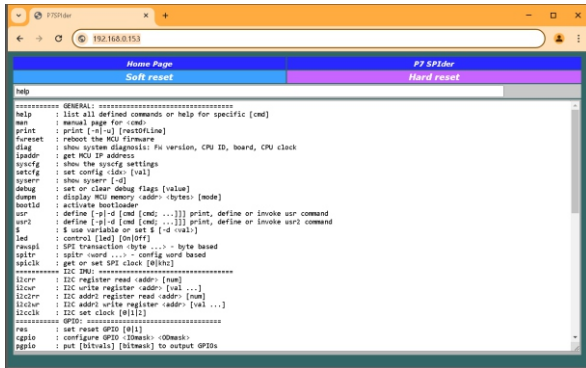 P7SPIder
192.168.0.153
Home Page P7 SPIder
Soft reset Hard reset
help
=========== GENERAL: ==================================
help : list all defined commands or help for specific [cmd]
man : manual page for <cmd>
print : print [-n|-u] [restOfLine]
fwreset : reboot the MCU firmware
diag : show system diagnosis: FW version, CPU ID, board, CPU clock
ipaddr : get MCU IP address
syscfg : show the syscfg settings
setcfg : set config <idx> [val]
syserr : show syserr [-d]
debug : set or clear debug flags [value]
dumpm : display MCU memory <addr> <bytes> [mode]
bootld : activate bootloader
usr : define [-p|-d [cmd [cmd; ...]]] print, define or invoke usr command
usr2 : define [-p|-d [cmd [cmd; ...]]] print, define or invoke usr2 command
$ : $ use variable or set $ [-d <val>]
led : control [led] [On|Off]
rawspi : SPI transaction <byte ...> - byte based
spitr : spitr <word ...> - config word based
spiclk : get or set SPI clock [0|khz]
=========== I2C IMU: ==================================
i2crr : I2C register read <addr> [num]
i2cwr : I2C write register <addr> [val ...]
i2c2rr : I2C addr2 register read <addr> [num]
i2c2wr : I2C addr2 write register <addr> [val ...]
i2cclk : I2C set clock [0|1|2]
=========== GPIO: ==================================
res : set reset GPIO [0|1]
cgpio : configure GPIO <IOmask> <ODmask>
pgpio : put [bitvals] [bitmask] to output GPIOs